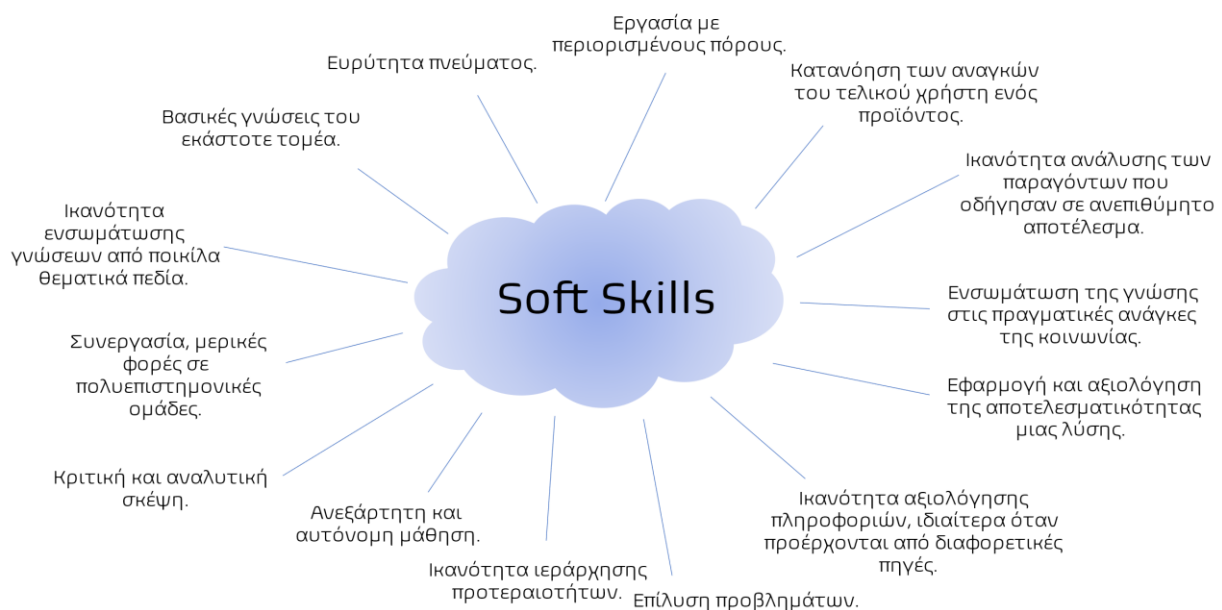 Εργασία με
περιορισμένους πόρους.
Ευρύτητα πνεύματος.
Κατανόηση των αναγκών
του τελικού χρήστη ενός
προϊόντος.
Βασικές γνώσεις του
εκάστοτε τομέα.
Ικανότητα ανάλυσης των
παραγόντων που
οδήγησαν σε ανεπιθύμητο
αποτέλεσμα.
Ικανότητα
ενσωμάτωσης
γνώσεων από ποικίλα
θεματικά πεδία.
Soft Skills
Ενσωμάτωση της γνώσης
στις πραγματικές ανάγκες
της κοινωνίας.
Συνεργασία, μερικές
φορές σε
πολυεπιστημονικές
ομάδες.
Εφαρμογή και αξιολόγηση
της αποτελεσματικότητας
μιας λύσης.
Κριτική και αναλυτική
σκέψη.
Ανεξάρτητη και
αυτόνομη μάθηση.
Ικανότητα αξιολόγησης
πληροφοριών, ιδιαίτερα όταν
προέρχονται από διαφορετικές
πηγές.
Ικανότητα ιεράρχησης
προτεραιοτήτων.
Επίλυση προβλημάτων.